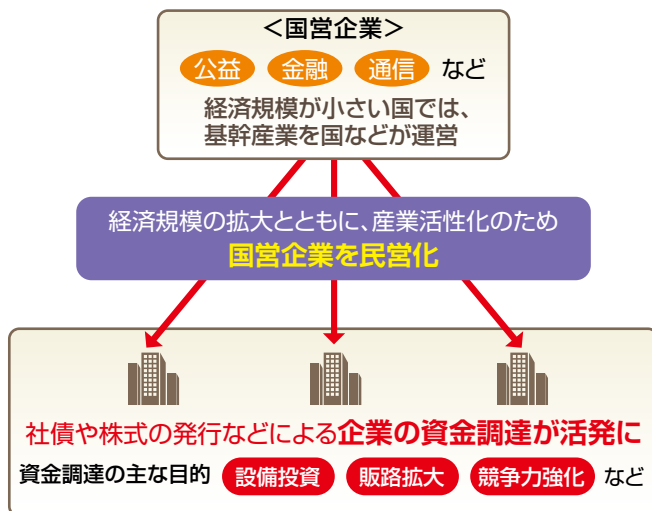 ＜国営企業＞
公益 金融 通信 など
経済規模が小さい国では、
基幹産業を国などが運営
経済規模の拡大とともに、産業活性化のため
国営企業を民営化
社債や株式の発行などによる企業の資金調達が活発に
資金調達の主な目的 設備投資 販路拡大 競争力強化 など